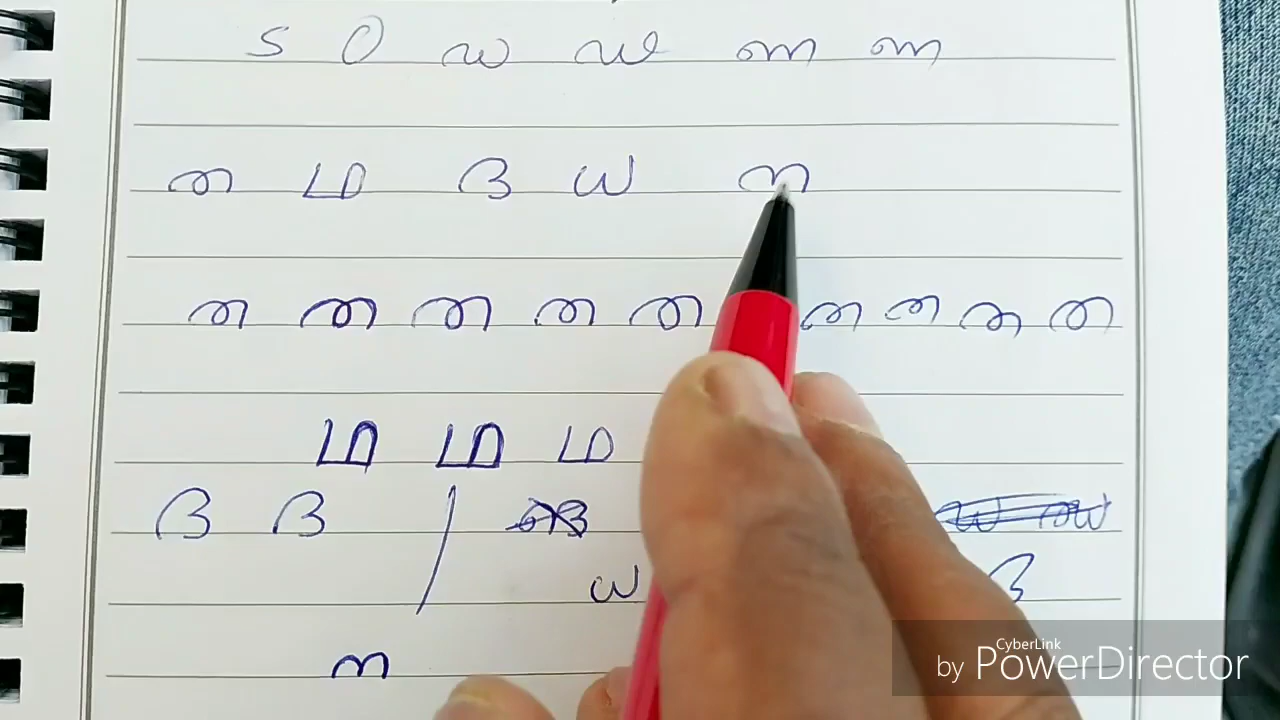 ട ഠ ഡ ഢ ണ ണ
ത ഥ ദ ധ ന
ത ത ത ത ത ത ത ത ത
ഥ ഥ ഥ
ദ ദ /
ധ ദ
ന
CyberLink
by PowerDirector